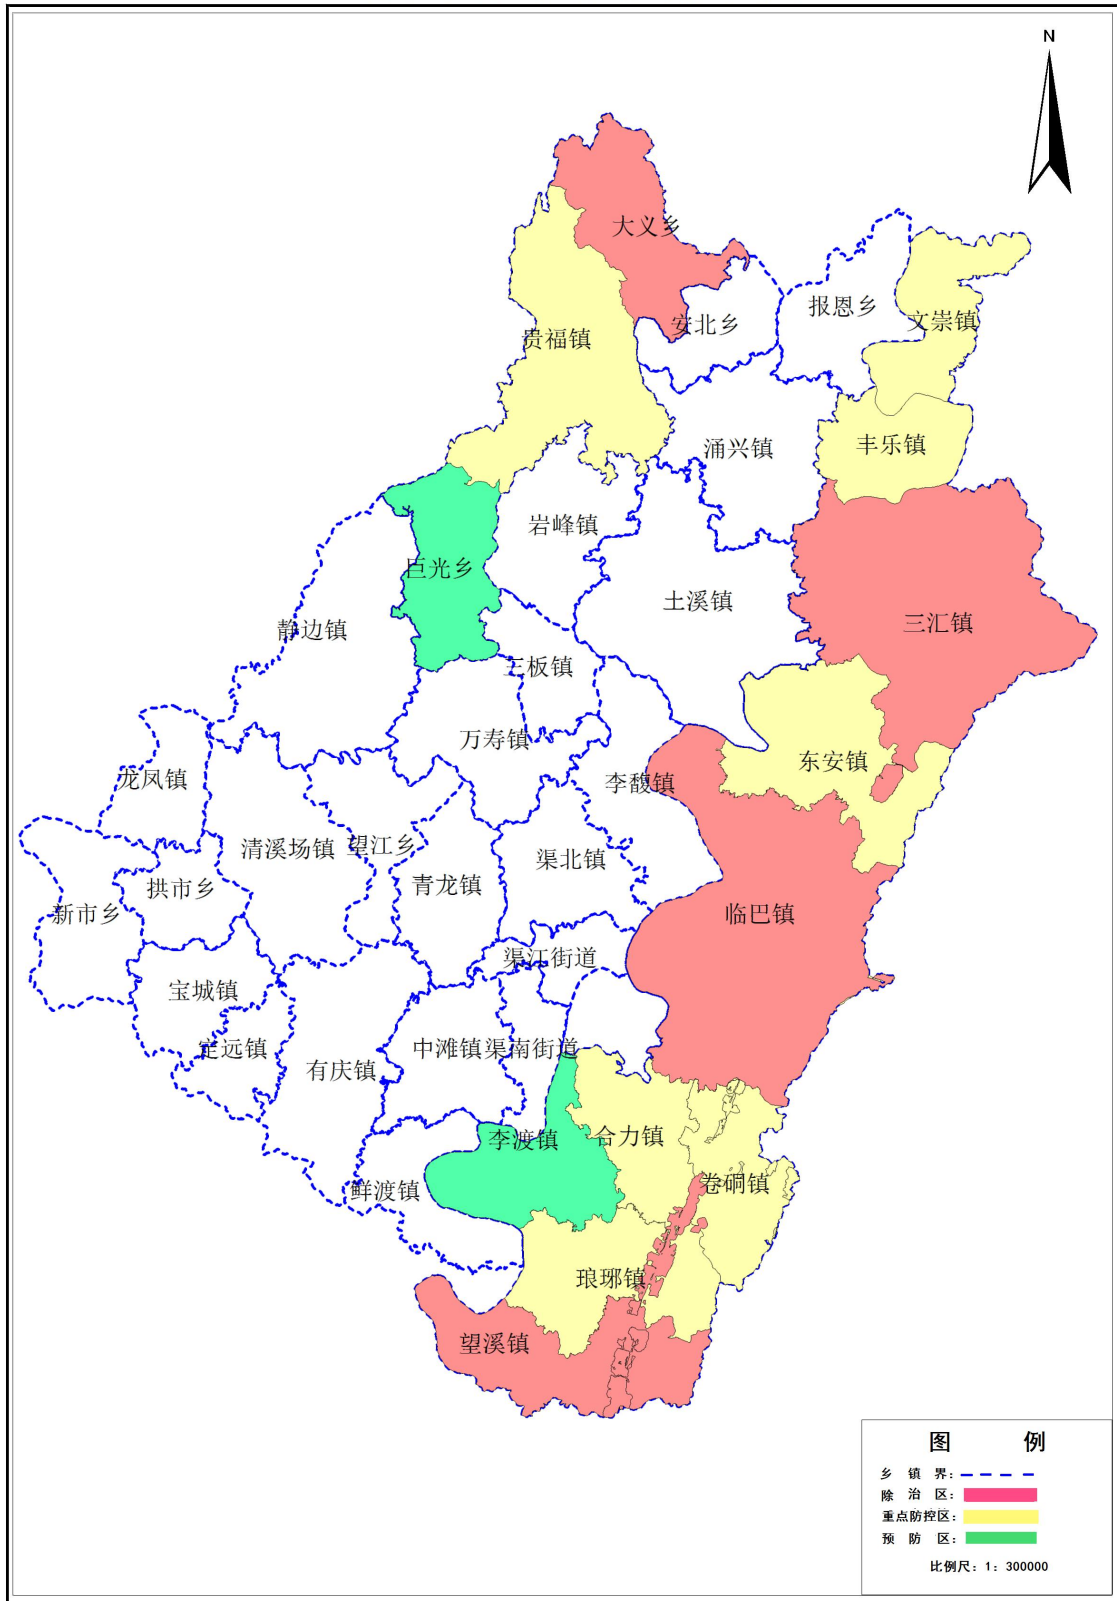 N
大义乡
报恩乡
文崇镇
安北乡
贵福镇
涌兴镇
丰乐镇
岩峰镇
巨光乡
土溪镇
三汇镇
静边镇
三板镇
万寿镇
东安镇
龙凤镇
李馥镇
清溪场镇
望江乡
渠北镇
青龙镇
拱市乡
新市乡
临巴镇
渠江街道
宝城镇
定远镇
中滩镇
渠南街道
有庆镇
李渡镇
合力镇
卷硐镇
鲜渡镇
琅琊镇
望溪镇
图 例
乡 镇 界：
除 治 区：
重点防控区：
预 防 区：
比例尺：1：300000